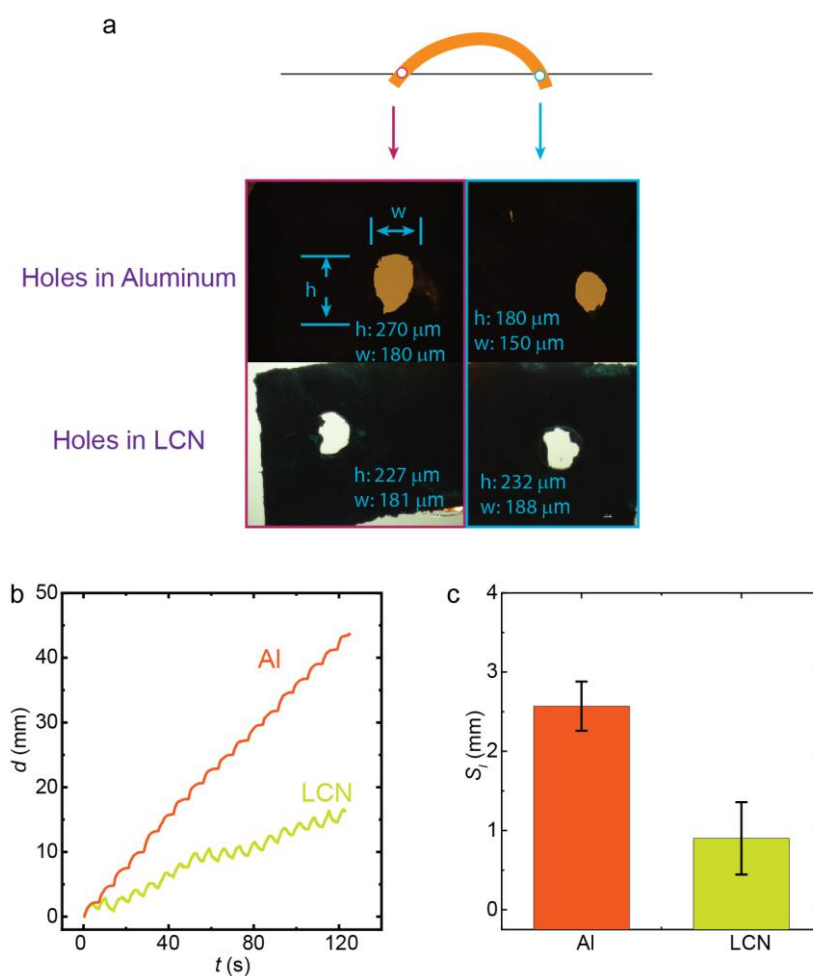 a
w
h
Holes in Aluminum
h: 270 μm
w: 180 μm
h: 180 μm
w: 150 μm
Holes in LCN
h: 227 μm
w: 181 μm
h: 232 μm
w: 188 μm
b
50
40
30
20
10
0
d (mm)
Al
LCN
0
40
80
120
t (s)
c
4
3
2
1
0
S_l (mm)
Al
LCN